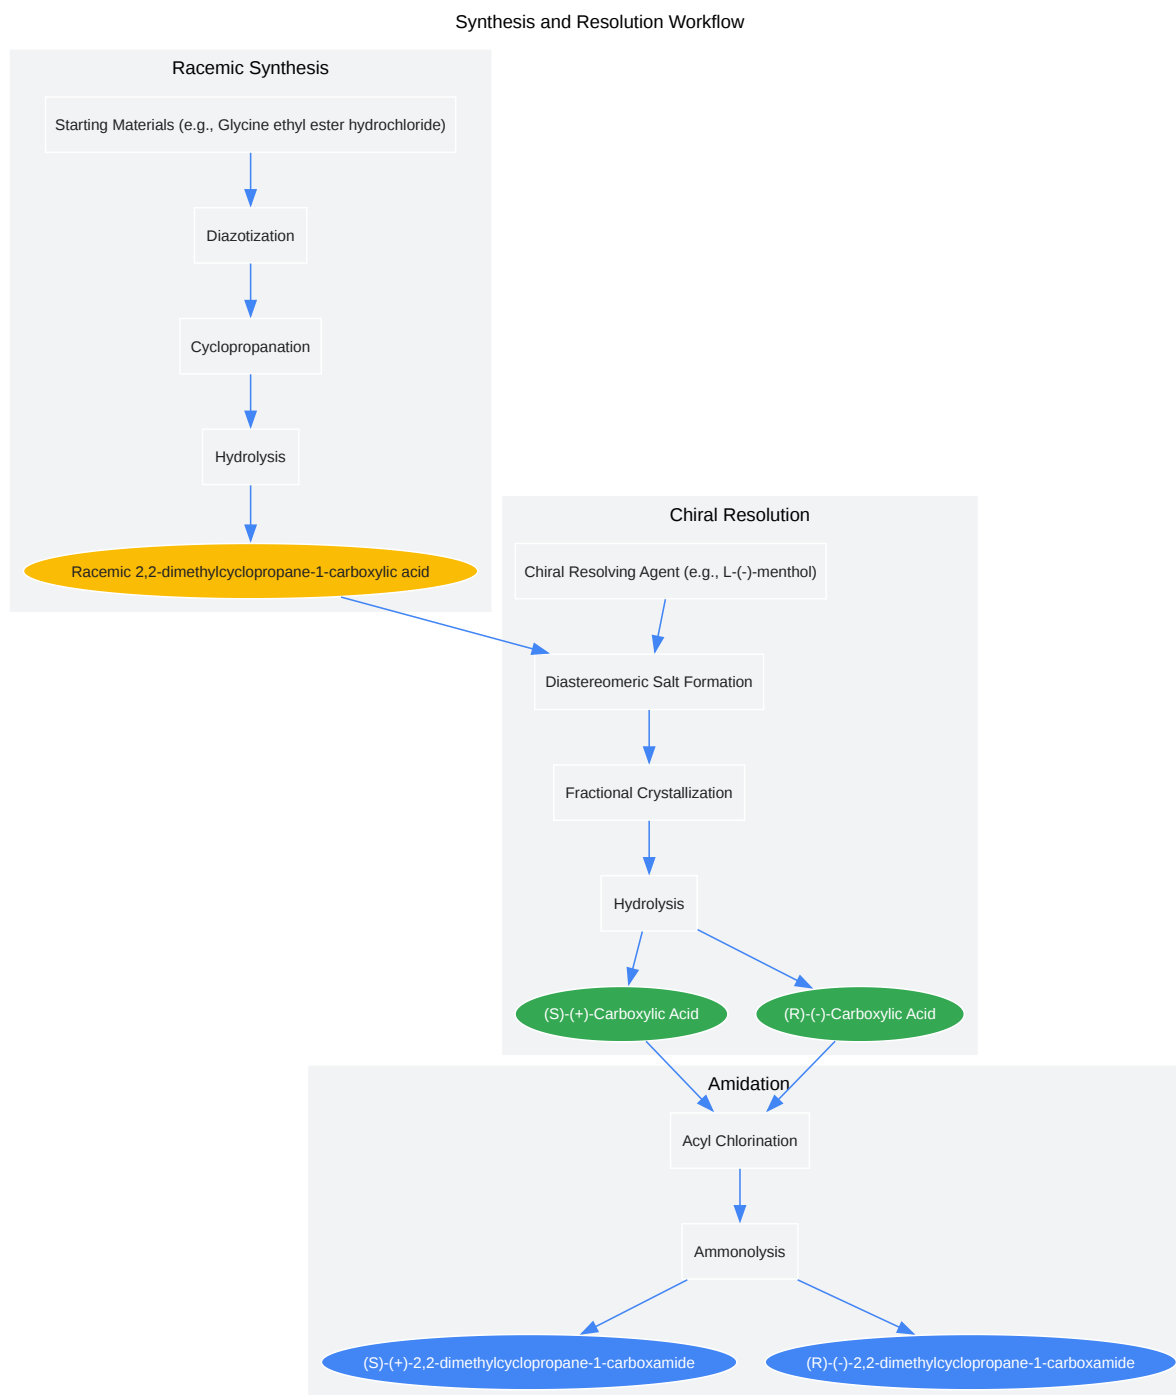 Synthesis and Resolution Workflow
Racemic Synthesis
Starting Materials (e.g., Glycine ethyl ester hydrochloride)
Diazotization
Cyclopropanation
Hydrolysis
Racemic 2,2-dimethylcyclopropane-1-carboxylic acid
Chiral Resolution
Chiral Resolving Agent (e.g., L-(-)-menthol)
Diastereomeric Salt Formation
Fractional Crystallization
Hydrolysis
(S)-(+)-Carboxylic Acid
(R)-(-)-Carboxylic Acid
Amidation
Acyl Chlorination
Ammonolysis
(S)-(+)-2,2-dimethylcyclopropane-1-carboxamide
(R)-(-)-2,2-dimethylcyclopropane-1-carboxamide